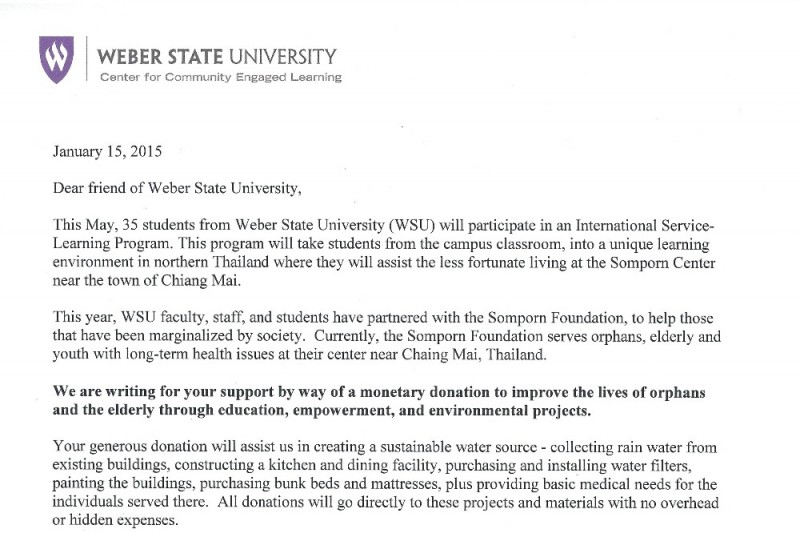 WEBER STATE UNIVERSITY
Center for Community Engaged Learning
January 15, 2015
Dear friend of Weber State University,
This May, 35 students from Weber State University (WSU) will participate in an International Service-
Learning Program. This program will take students from the campus classroom, into a unique learning
environment in northern Thailand where they will assist the less fortunate living at the Somporn Center
near the town of Chiang Mai.
This year, WSU faculty, staff, and students have partnered with the Somporn Foundation, to help those
that have been marginalized by society.  Currently, the Somporn Foundation serves orphans, elderly and
youth with long-term health issues at their center near Chaing Mai, Thailand.
We are writing for your support by way of a monetary donation to improve the lives of orphans
and the elderly through education, empowerment, and environmental projects.
Your generous donation will assist us in creating a sustainable water source - collecting rain water from
existing buildings, constructing a kitchen and dining facility, purchasing and installing water filters,
painting the buildings, purchasing bunk beds and mattresses, plus providing basic medical needs for the
individuals served there.  All donations will go directly to these projects and materials with no overhead
or hidden expenses.